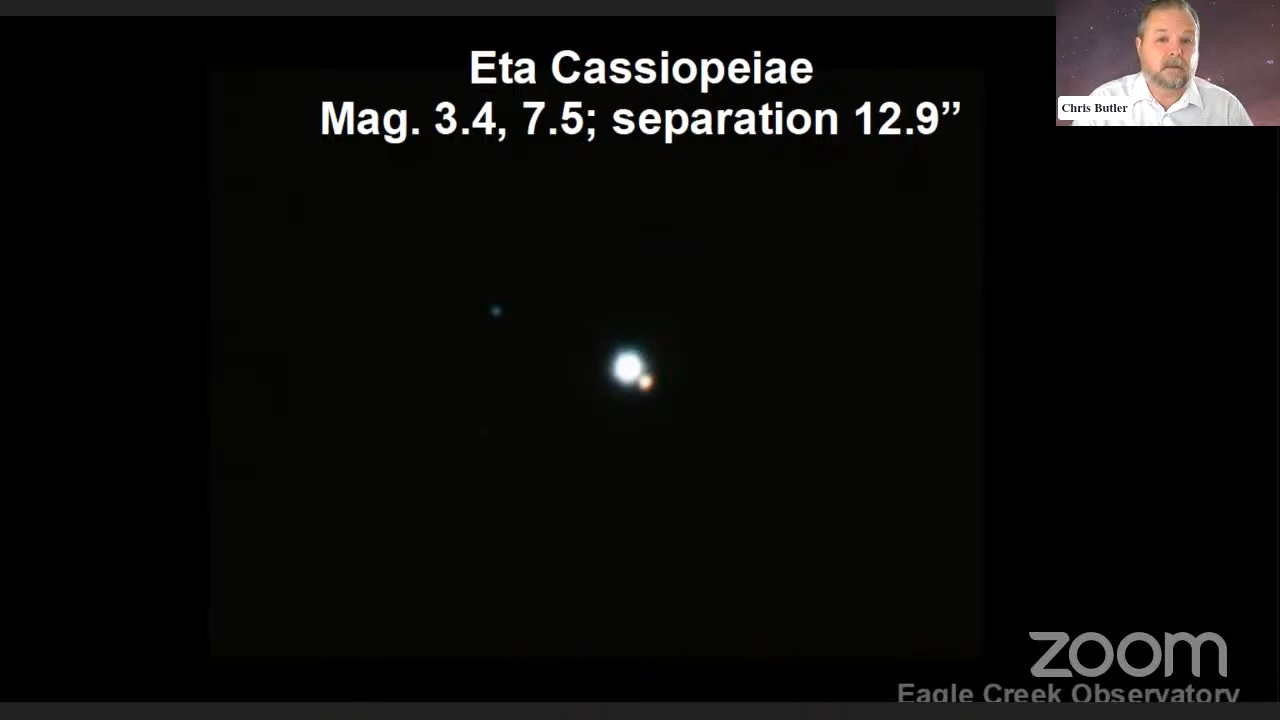 Eta Cassiopeiae
Mag. 3.4, 7.5; separation 12.9”
Chris Butler
zoom
Eagle Creek Observatory